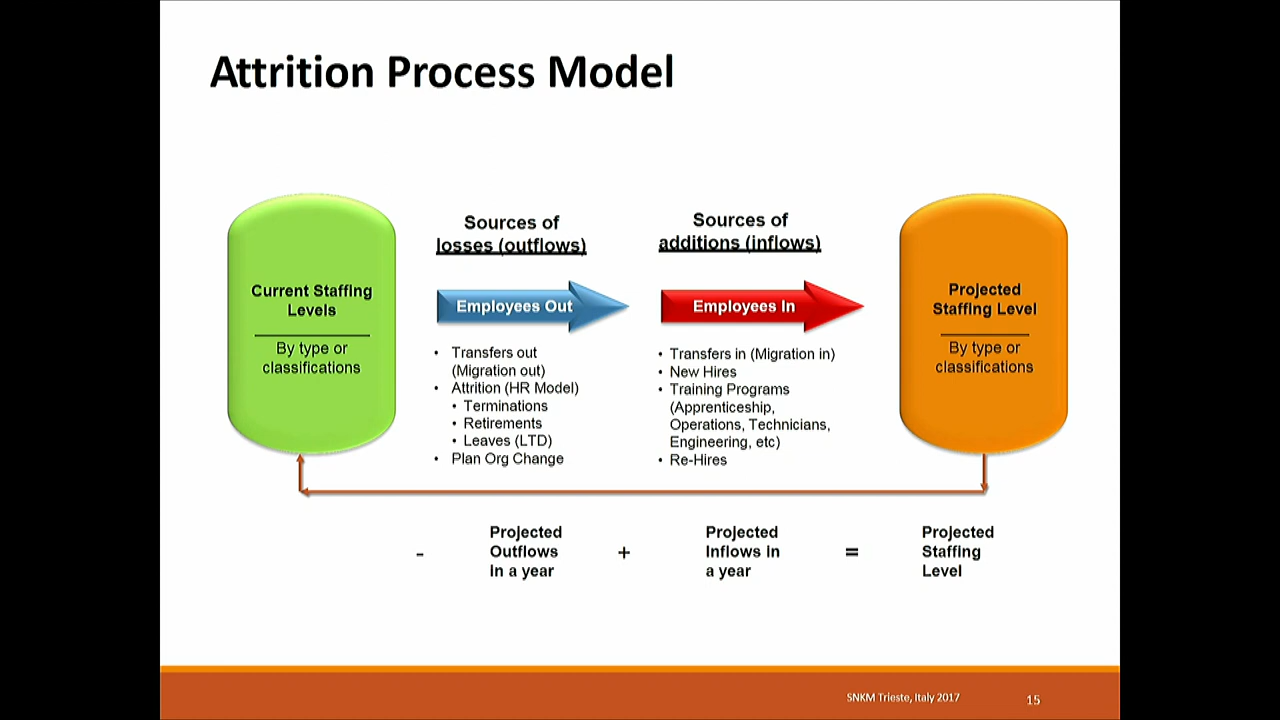 Attrition Process Model
Current Staffing
Levels
By type or
classifications
Sources of
losses (outflows)
Employees Out
• Transfers out
(Migration out)
• Attrition (HR Model)
• Terminations
• Retirements
• Leaves (LTD)
• Plan Org Change
Sources of
additions (inflows)
Employees In
• Transfers in (Migration in)
• New Hires
• Training Programs
(Apprenticeship,
Operations, Technicians,
Engineering, etc)
• Re-Hires
Projected
Staffing Level
By type or
classifications
-
Projected
Outflows
In a year
+
Projected
Inflows in
a year
=
Projected
Staffing
Level
SNKM Trieste, Italy 2017
15